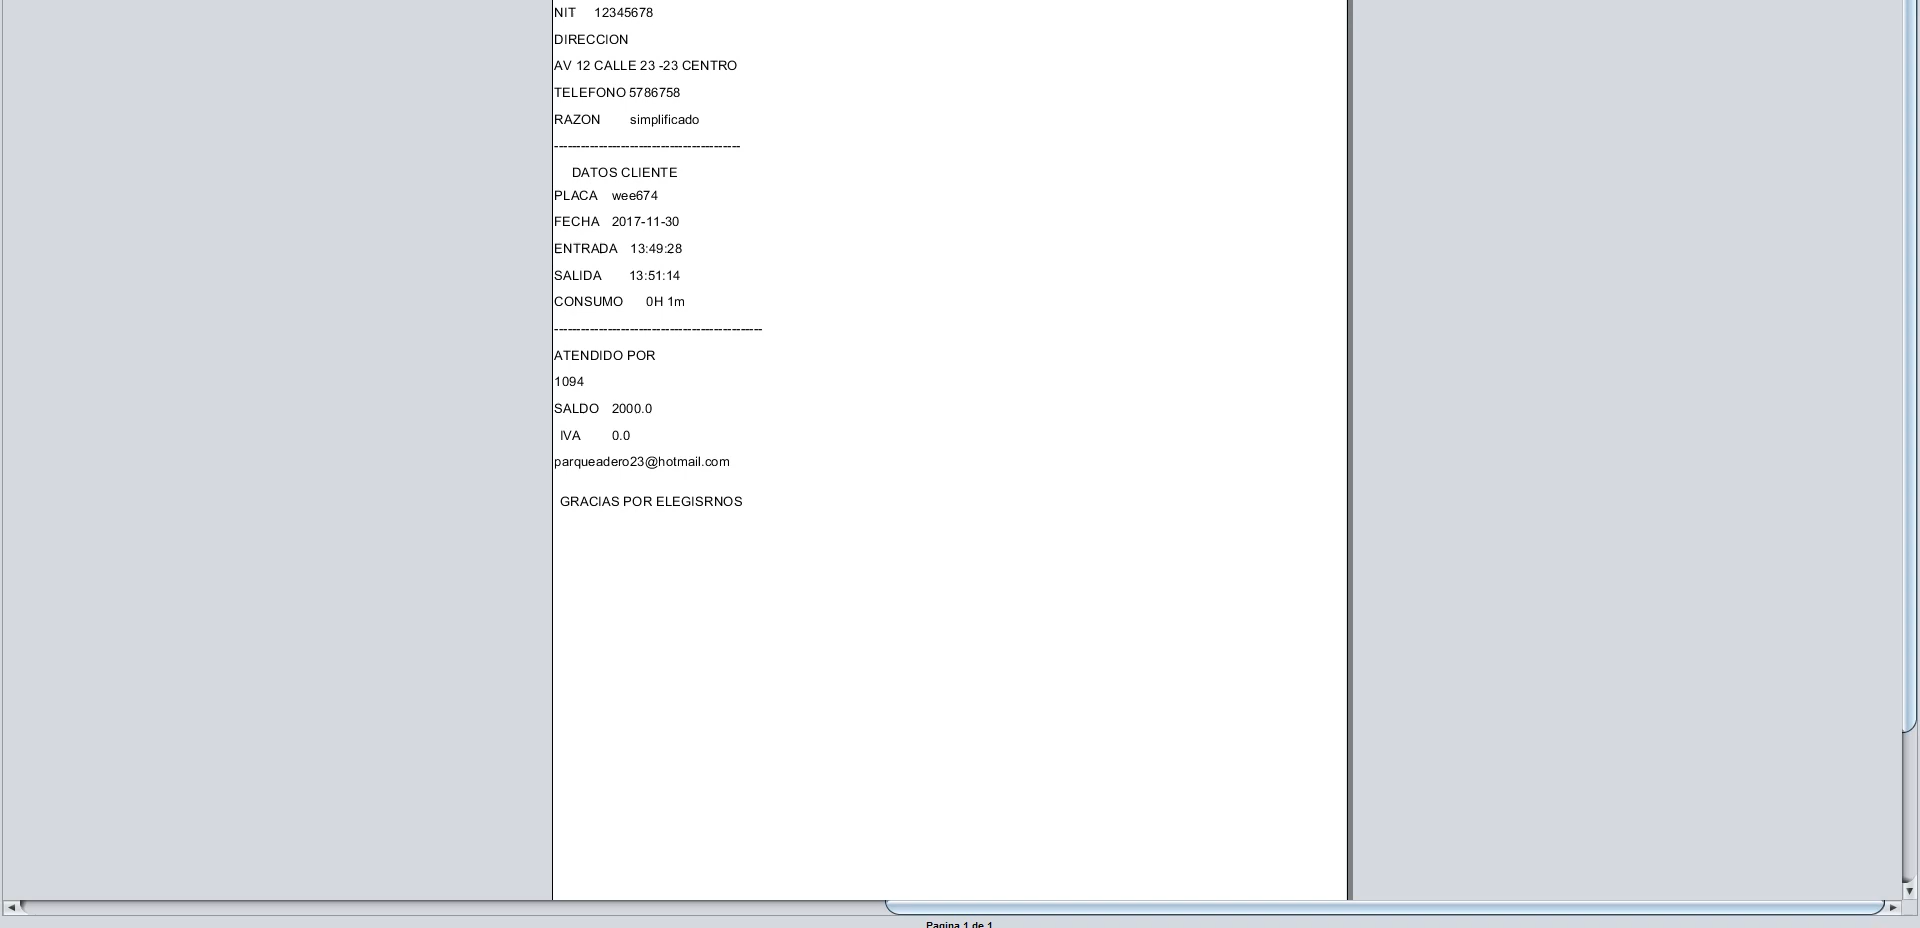 NIT 12345678
DIRECCION
AV 12 CALLE 23 -23 CENTRO
TELEFONO 5786758
RAZON simplificado
------------------------------------------
DATOS CLIENTE
PLACA wee674
FECHA 2017-11-30
ENTRADA 13:49:28
SALIDA 13:51:14
CONSUMO 0H 1m
-----------------------------------------------
ATENDIDO POR
1094
SALDO 2000.0
IVA 0.0
parqueadero23@hotmail.com
GRACIAS POR ELEGISRNOS
Pagina 1 de 1